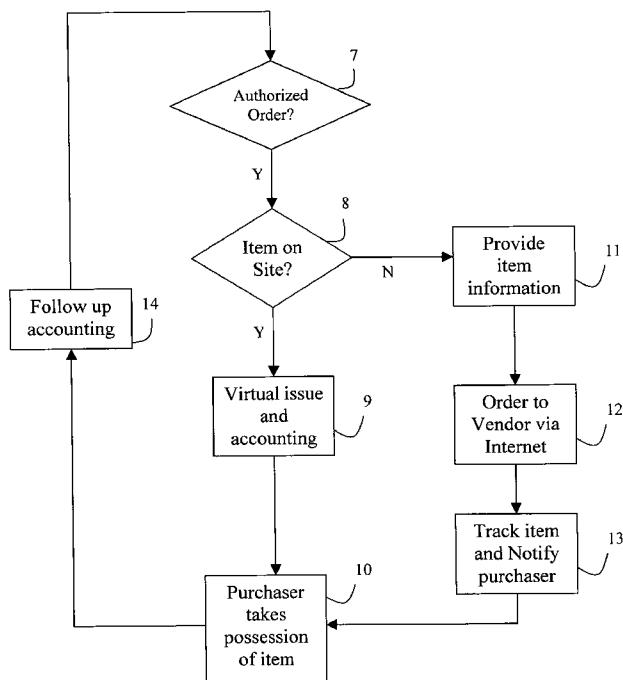 7
Authorized
Order?
Y
8
Item on
Site?
N
Provide
item
information
11
Follow up
accounting
14
Y
Virtual issue
and
accounting
9
Order to
Vendor via
Internet
12
Track item
and Notify
purchaser
13
10
Purchaser
takes
possession
of item